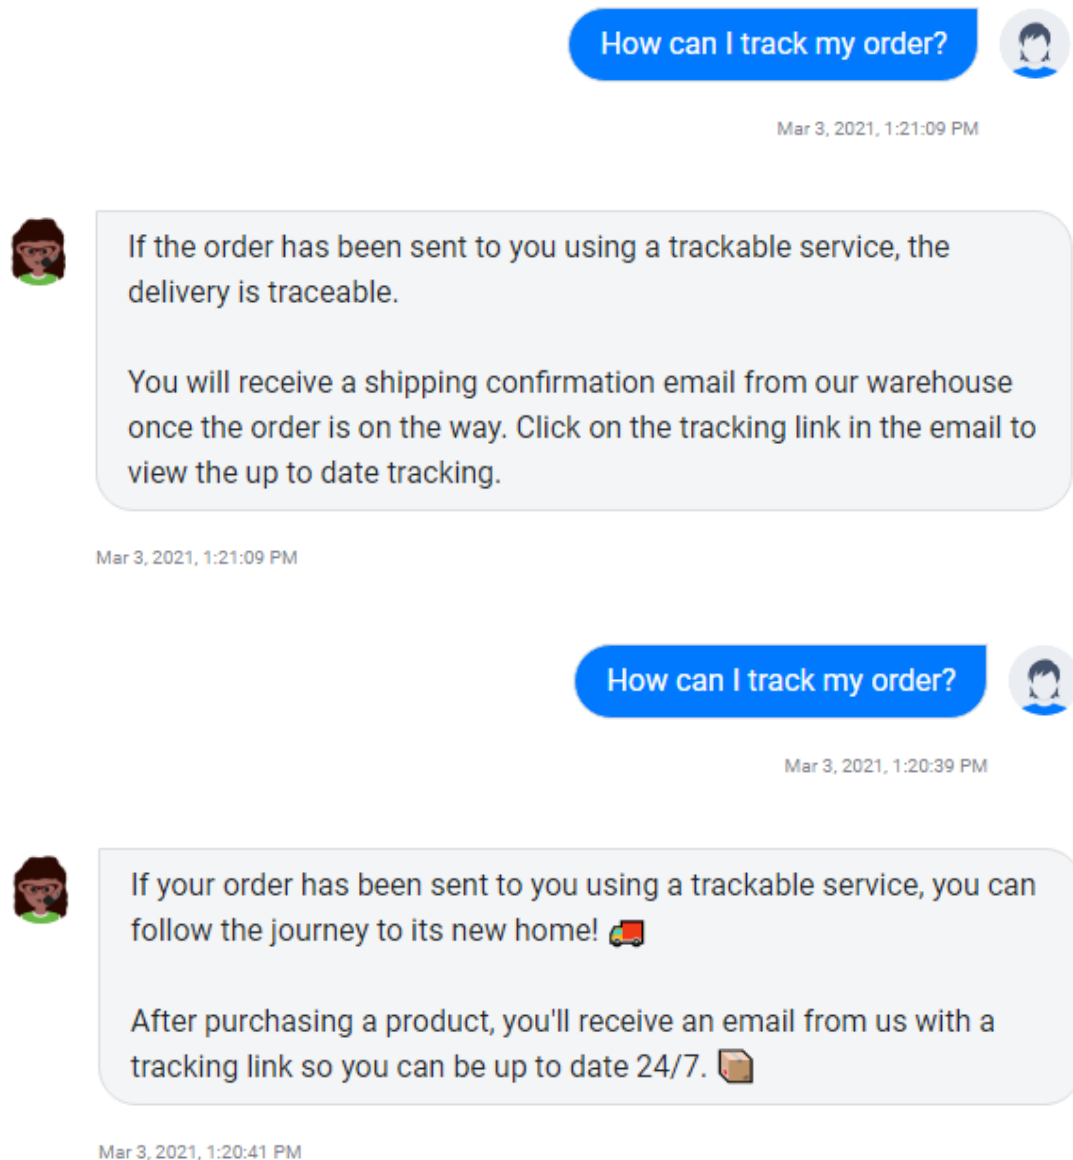 How can I track my order?
Mar 3, 2021, 1:21:09 PM
If the order has been sent to you using a trackable service, the
delivery is traceable.
You will receive a shipping confirmation email from our warehouse
once the order is on the way. Click on the tracking link in the email to
view the up to date tracking.
Mar 3, 2021, 1:21:09 PM
How can I track my order?
Mar 3, 2021, 1:20:39 PM
If your order has been sent to you using a trackable service, you can
follow the journey to its new home! 🚚
After purchasing a product, you'll receive an email from us with a
tracking link so you can be up to date 24/7. 📦
Mar 3, 2021, 1:20:41 PM